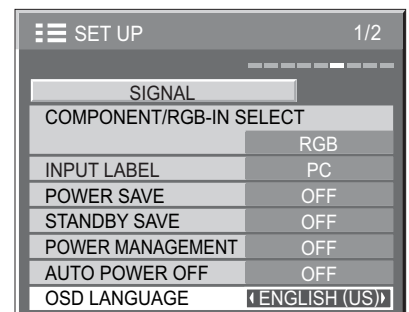 SET UP 1/2
SIGNAL
COMPONENT/RGB-IN SELECT
RGB
INPUT LABEL PC
POWER SAVE OFF
STANDBY SAVE OFF
POWER MANAGEMENT OFF
AUTO POWER OFF OFF
OSD LANGUAGE ENGLISH (US)